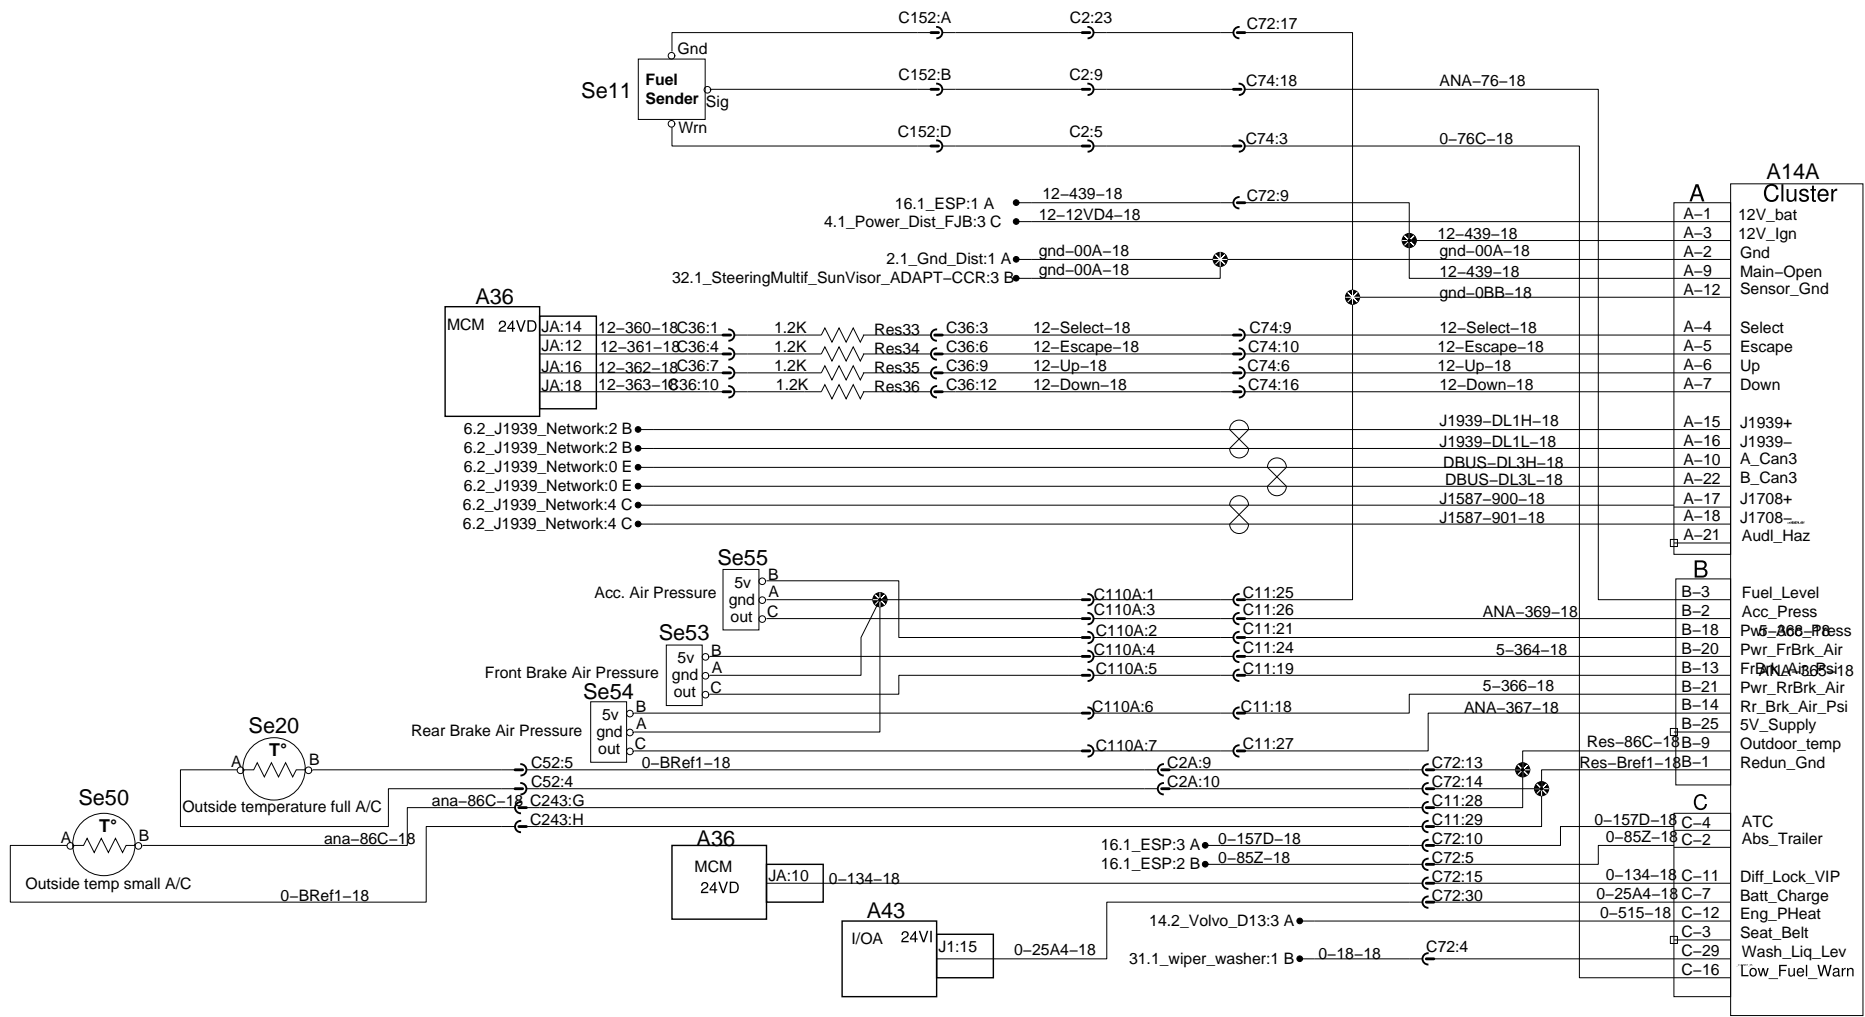 C152:A C2:23 C72:17
Gnd
Se11 Fuel Sender Sig
C152:B C2:9 C74:18 ANA-76-18
Wrn
C152:D C2:5 C74:3 0-76C-18
A14A
Cluster
A
16.1_ESP:1 A 12-439-18 C72:9
4.1_Power_Dist_FJB:3 C 12-12VD4-18 A-1 12V_bat
12-439-18 A-3 12V_Ign
2.1_Gnd_Dist:1 A gnd-00A-18 gnd-00A-18 A-2 Gnd
32.1_SteeringMultif_SunVisor_ADAPT-CCR:3 B gnd-00A-18 12-439-18 A-9 Main-Open
gnd-0BB-18 A-12 Sensor_Gnd
A36
MCM 24VD
JA:14 12-360-18 C36:1 1.2K Res33 C36:3 12-Select-18 C74:9 12-Select-18 A-4 Select
JA:12 12-361-18 C36:4 1.2K Res34 C36:6 12-Escape-18 C74:10 12-Escape-18 A-5 Escape
JA:16 12-362-18 C36:7 1.2K Res35 C36:9 12-Up-18 C74:6 12-Up-18 A-6 Up
JA:18 12-363-18 C36:10 1.2K Res36 C36:12 12-Down-18 C74:16 12-Down-18 A-7 Down
6.2_J1939_Network:2 B J1939-DL1H-18 A-15 J1939+
6.2_J1939_Network:2 B J1939-DL1L-18 A-16 J1939-
6.2_J1939_Network:0 E DBUS-DL3H-18 A-10 A_Can3
6.2_J1939_Network:0 E DBUS-DL3L-18 A-22 B_Can3
6.2_J1939_Network:4 C J1587-900-18 A-17 J1708+
6.2_J1939_Network:4 C J1587-901-18 A-18 J1708-
A-21 Audl_Haz
B
Se55
Acc. Air Pressure
5v B
gnd A C110A:1 C11:25 B-3 Fuel_Level
out C C110A:3 C11:26 ANA-369-18 B-2 Acc_Press
C110A:2 C11:21 B-18 Pwr_Acc_Press 5-368-18
Se53
Front Brake Air Pressure
5v B C110A:4 C11:24 5-364-18 B-20 Pwr_FrBrk_Air
gnd A C110A:5 C11:19 B-13 FrBrk_Air_Psi ANA-365-18
out C
5-366-18 B-21 Pwr_RrBrk_Air
Se54
Rear Brake Air Pressure
5v B C110A:6 C11:18 ANA-367-18 B-14 Rr_Brk_Air_Psi
gnd A
out C C110A:7 C11:27
B-25 5V_Supply
Res-86C-18 B-9 Outdoor_temp
Se20
T°
A B
Outside temperature full A/C
C52:5 0-BRef1-18 C2A:9 C72:13 Res-Bref1-18 B-1 Redun_Gnd
C52:4 C2A:10 C72:14
Se50
T°
A B
Outside temp small A/C
ana-86C-18 ana-86C-18 C243:G C11:28
0-BRef1-18 C243:H C11:29
C
16.1_ESP:3 A 0-157D-18 C72:10 0-157D-18 C-4 ATC
16.1_ESP:2 B 0-85Z-18 C72:5 0-85Z-18 C-2 Abs_Trailer
A36
MCM
24VD
JA:10 0-134-18 C72:15 0-134-18 C-11 Diff_Lock_VIP
C72:30 0-25A4-18 C-7 Batt_Charge
14.2_Volvo_D13:3 A 0-515-18 C-12 Eng_PHeat
A43
I/OA 24VI
J1:15 0-25A4-18
C-3 Seat_Belt
31.1_wiper_washer:1 B 0-18-18 C72:4 C-29 Wash_Liq_Lev
C-16 Low_Fuel_Warn